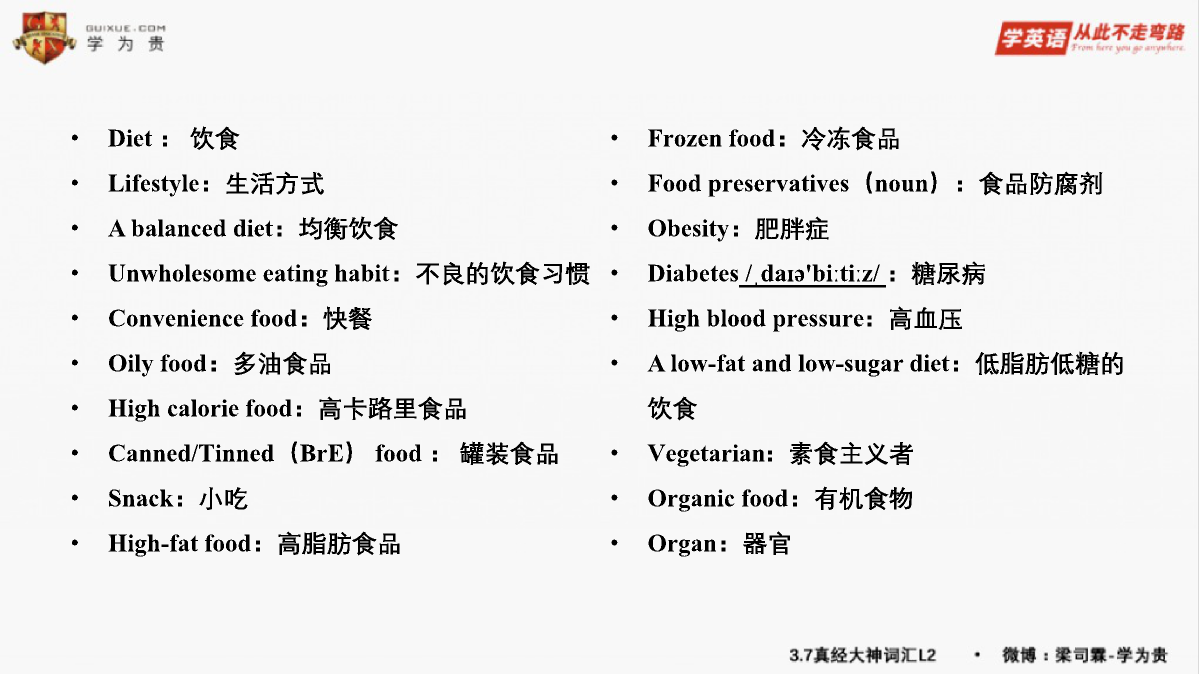 GUIXUE.COM
学为贵
学英语 从此不走弯路
From here you go anywhere.
• Diet： 饮食
• Lifestyle：生活方式
• A balanced diet：均衡饮食
• Unwholesome eating habit：不良的饮食习惯
• Convenience food：快餐
• Oily food：多油食品
• High calorie food：高卡路里食品
• Canned/Tinned（BrE） food： 罐装食品
• Snack：小吃
• High-fat food：高脂肪食品
• Frozen food：冷冻食品
• Food preservatives（noun）：食品防腐剂
• Obesity：肥胖症
• Diabetes /ˌdaɪə'biːtiːz/：糖尿病
• High blood pressure：高血压
• A low-fat and low-sugar diet：低脂肪低糖的
饮食
• Vegetarian：素食主义者
• Organic food：有机食物
• Organ：器官
3.7真经大神词汇L2 • 微博：梁司霖-学为贵